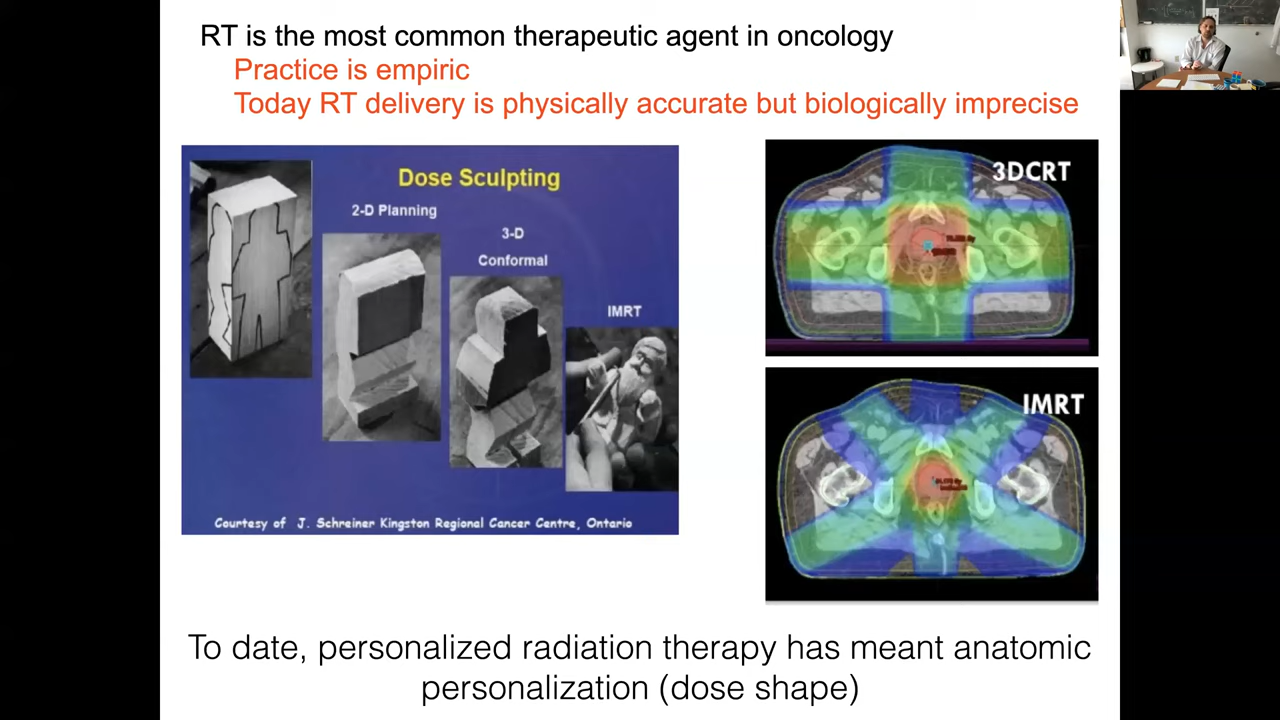 RT is the most common therapeutic agent in oncology
Practice is empiric
Today RT delivery is physically accurate but biologically imprecise
Dose Sculpting
2-D Planning
3-D
Conformal
IMRT
Courtesy of J. Schreiner Kingston Regional Cancer Centre, Ontario
3DCRT
IMRT
To date, personalized radiation therapy has meant anatomic
personalization (dose shape)